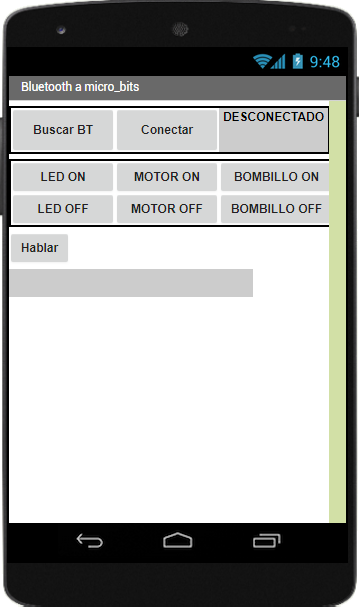 9:48
Bluetooth a micro_bits
Buscar BT Conectar DESCONECTADO
LED ON MOTOR ON BOMBILLO ON
LED OFF MOTOR OFF BOMBILLO OFF
Hablar